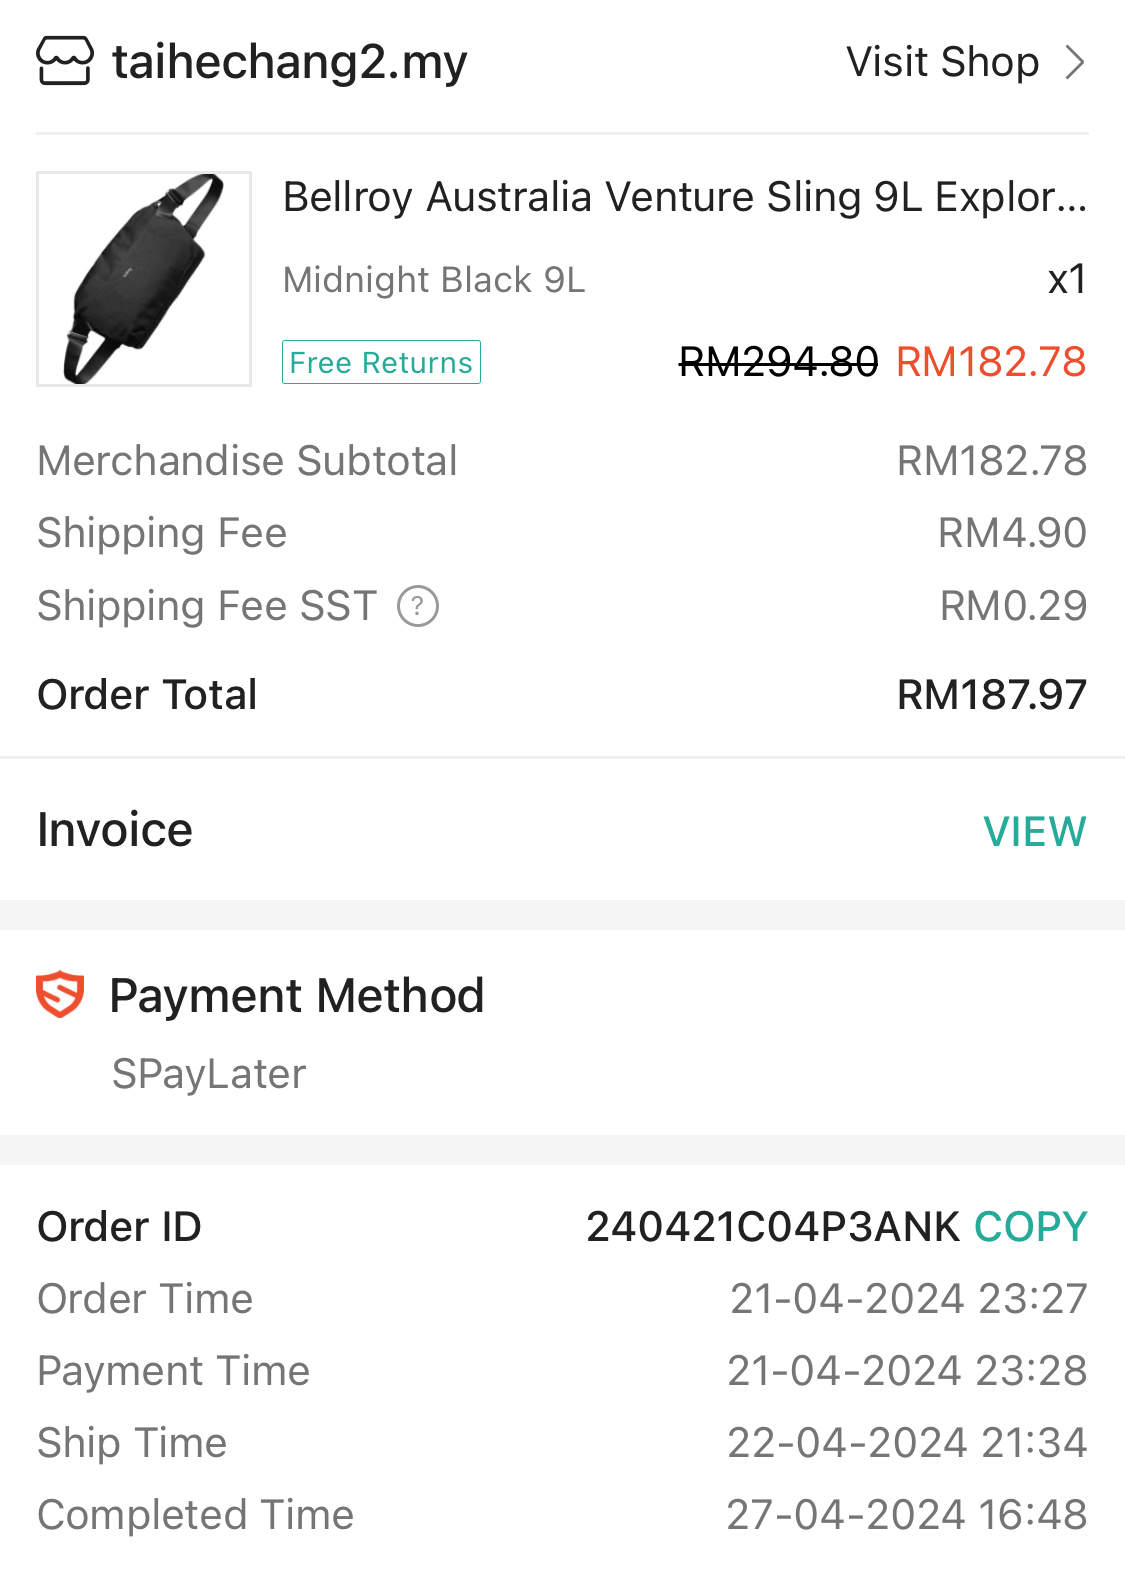 taihechang2.my Visit Shop
Bellroy Australia Venture Sling 9L Explor...
Midnight Black 9L x1
Free Returns RM294.80 RM182.78
Merchandise Subtotal RM182.78
Shipping Fee RM4.90
Shipping Fee SST ? RM0.29
Order Total RM187.97
Invoice VIEW
Payment Method
SPayLater
Order ID 240421C04P3ANK COPY
Order Time 21-04-2024 23:27
Payment Time 21-04-2024 23:28
Ship Time 22-04-2024 21:34
Completed Time 27-04-2024 16:48